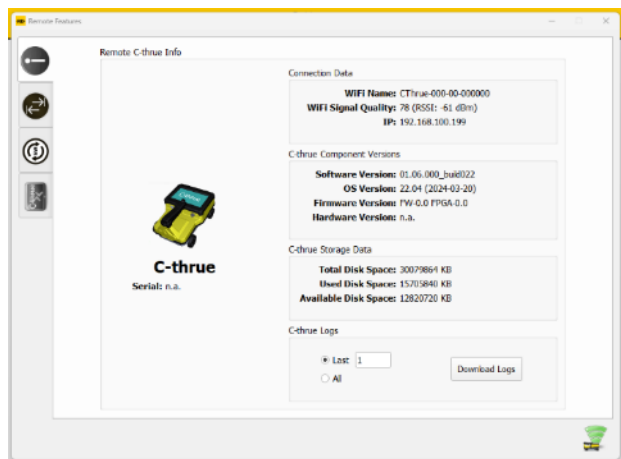 Remote Features
Remote C-thrue Info
Connection Data
WiFi Name: CThrue-000-00-000000
WiFi Signal Quality: 78 (RSSI: -61 dBm)
IP: 192.168.100.199
C-thrue Component Versions
Software Version: 01.06.000_buid022
OS Version: 22.04 (2024-03-20)
Firmware Version: FW-0.0 FPGA-0.0
Hardware Version: n.a.
C-thrue Storage Data
Total Disk Space: 30079864 KB
Used Disk Space: 15705840 KB
Available Disk Space: 12820720 KB
C-thrue
Serial: n.a.
C-thrue Logs
Last 1
All
Download Logs